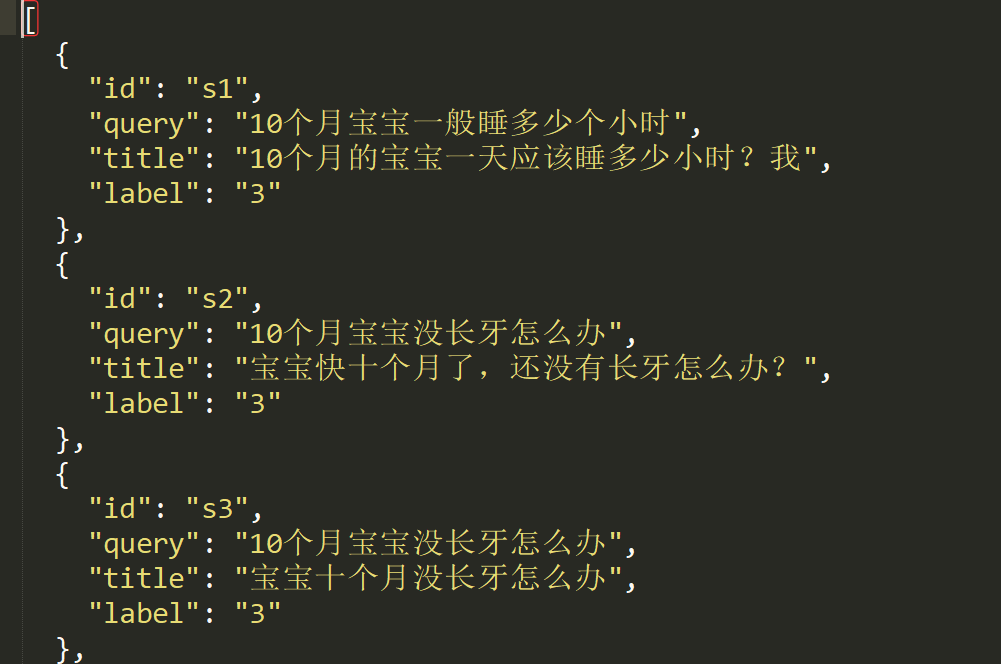 [
{
"id": "s1",
"query": "10个月宝宝一般睡多少个小时",
"title": "10个月的宝宝一天应该睡多少小时？我",
"label": "3"
},
{
"id": "s2",
"query": "10个月宝宝没长牙怎么办",
"title": "宝宝快十个月了，还没有长牙怎么办？",
"label": "3"
},
{
"id": "s3",
"query": "10个月宝宝没长牙怎么办",
"title": "宝宝十个月没长牙怎么办",
"label": "3"
},